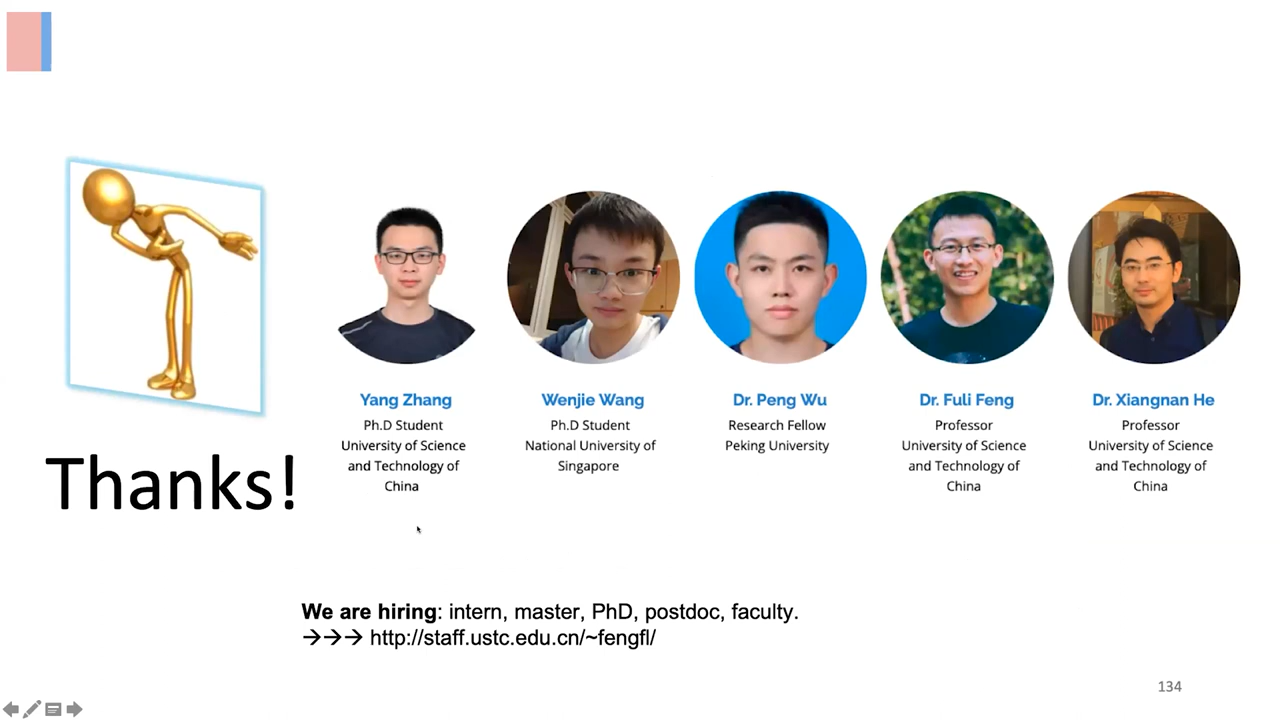 Thanks!
Yang Zhang
Ph.D Student
University of Science
and Technology of
China
Wenjie Wang
Ph.D Student
National University of
Singapore
Dr. Peng Wu
Research Fellow
Peking University
Dr. Fuli Feng
Professor
University of Science
and Technology of
China
Dr. Xiangnan He
Professor
University of Science
and Technology of
China
We are hiring: intern, master, PhD, postdoc, faculty.
→→→ http://staff.ustc.edu.cn/~fengfl/
134